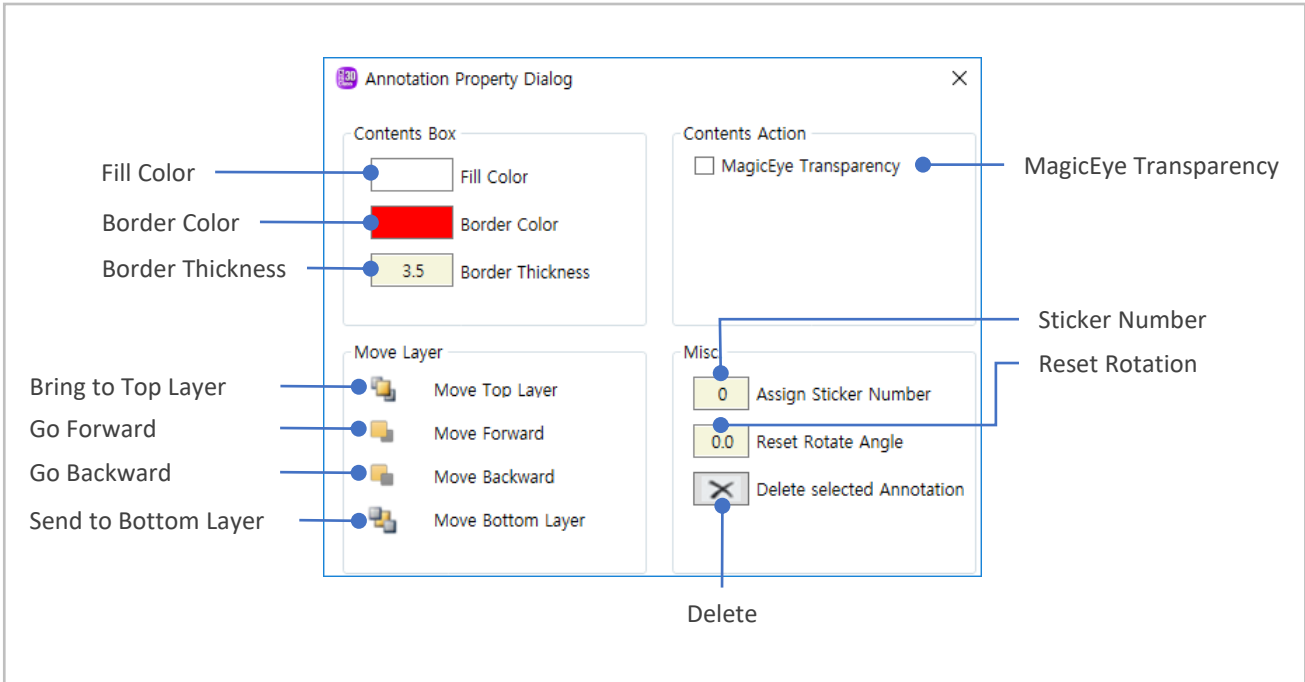 Annotation Property Dialog
Contents Box
Fill Color
Fill Color
Border Color
Border Color
Border Thickness
3.5 Border Thickness
Contents Action
MagicEye Transparency
MagicEye Transparency
Move Layer
Bring to Top Layer
Move Top Layer
Go Forward
Move Forward
Go Backward
Move Backward
Send to Bottom Layer
Move Bottom Layer
Misc
Sticker Number
0 Assign Sticker Number
Reset Rotation
0.0 Reset Rotate Angle
Delete selected Annotation
Delete